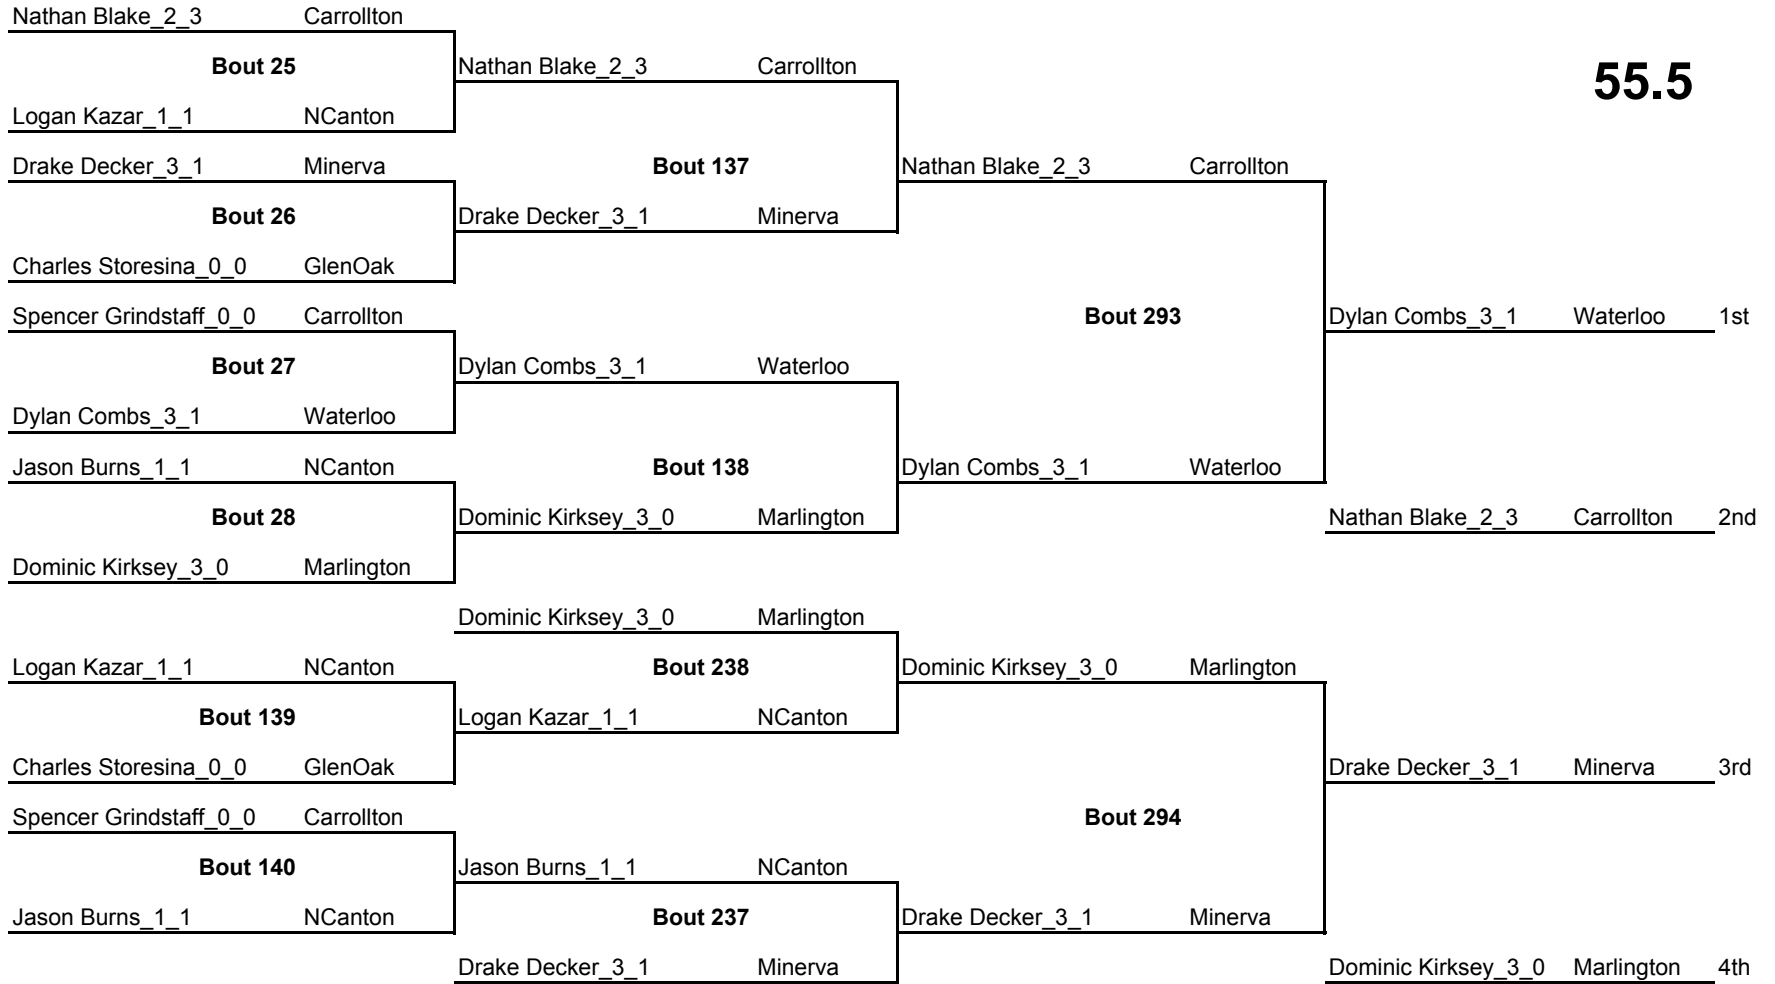 Nathan Blake_2_3 Carrollton
Bout 25 Nathan Blake_2_3 Carrollton 55.5
Logan Kazar_1_1 NCanton
Drake Decker_3_1 Minerva Bout 137 Nathan Blake_2_3 Carrollton
Bout 26 Drake Decker_3_1 Minerva
Charles Storesina_0_0 GlenOak
Spencer Grindstaff_0_0 Carrollton Bout 293 Dylan Combs_3_1 Waterloo 1st
Bout 27 Dylan Combs_3_1 Waterloo
Dylan Combs_3_1 Waterloo
Jason Burns_1_1 NCanton Bout 138 Dylan Combs_3_1 Waterloo
Bout 28 Dominic Kirksey_3_0 Marlington Nathan Blake_2_3 Carrollton 2nd
Dominic Kirksey_3_0 Marlington
Dominic Kirksey_3_0 Marlington
Logan Kazar_1_1 NCanton Bout 238 Dominic Kirksey_3_0 Marlington
Bout 139 Logan Kazar_1_1 NCanton
Charles Storesina_0_0 GlenOak Drake Decker_3_1 Minerva 3rd
Spencer Grindstaff_0_0 Carrollton Bout 294
Bout 140 Jason Burns_1_1 NCanton
Jason Burns_1_1 NCanton Bout 237 Drake Decker_3_1 Minerva
Drake Decker_3_1 Minerva Dominic Kirksey_3_0 Marlington 4th